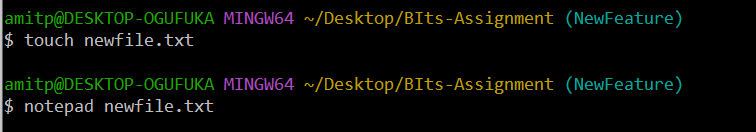 amitp@DESKTOP-OGUFUKA MINGW64 ~/Desktop/BIts-Assignment (NewFeature)
$ touch newfile.txt
amitp@DESKTOP-OGUFUKA MINGW64 ~/Desktop/BIts-Assignment (NewFeature)
$ notepad newfile.txt